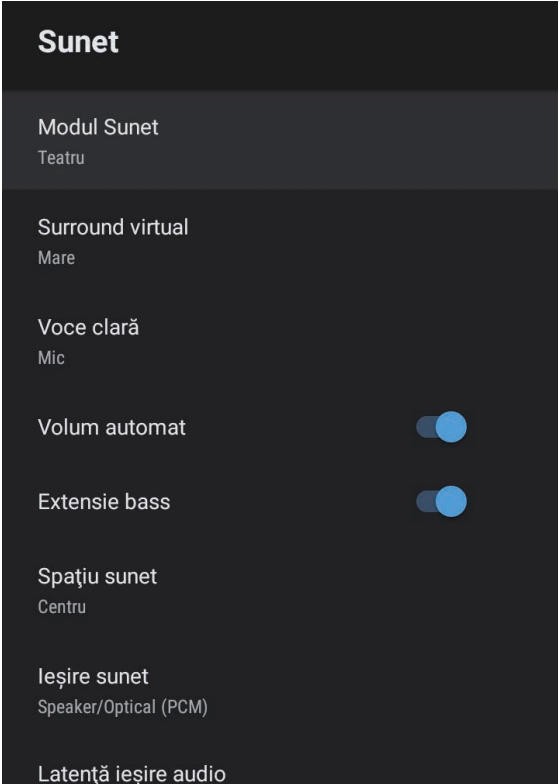 Sunet
Modul Sunet
Teatru
Surround virtual
Mare
Voce clară
Mic
Volum automat
Extensie bass
Spaţiu sunet
Centru
Ieșire sunet
Speaker/Optical (PCM)
Latenţă ieșire audio